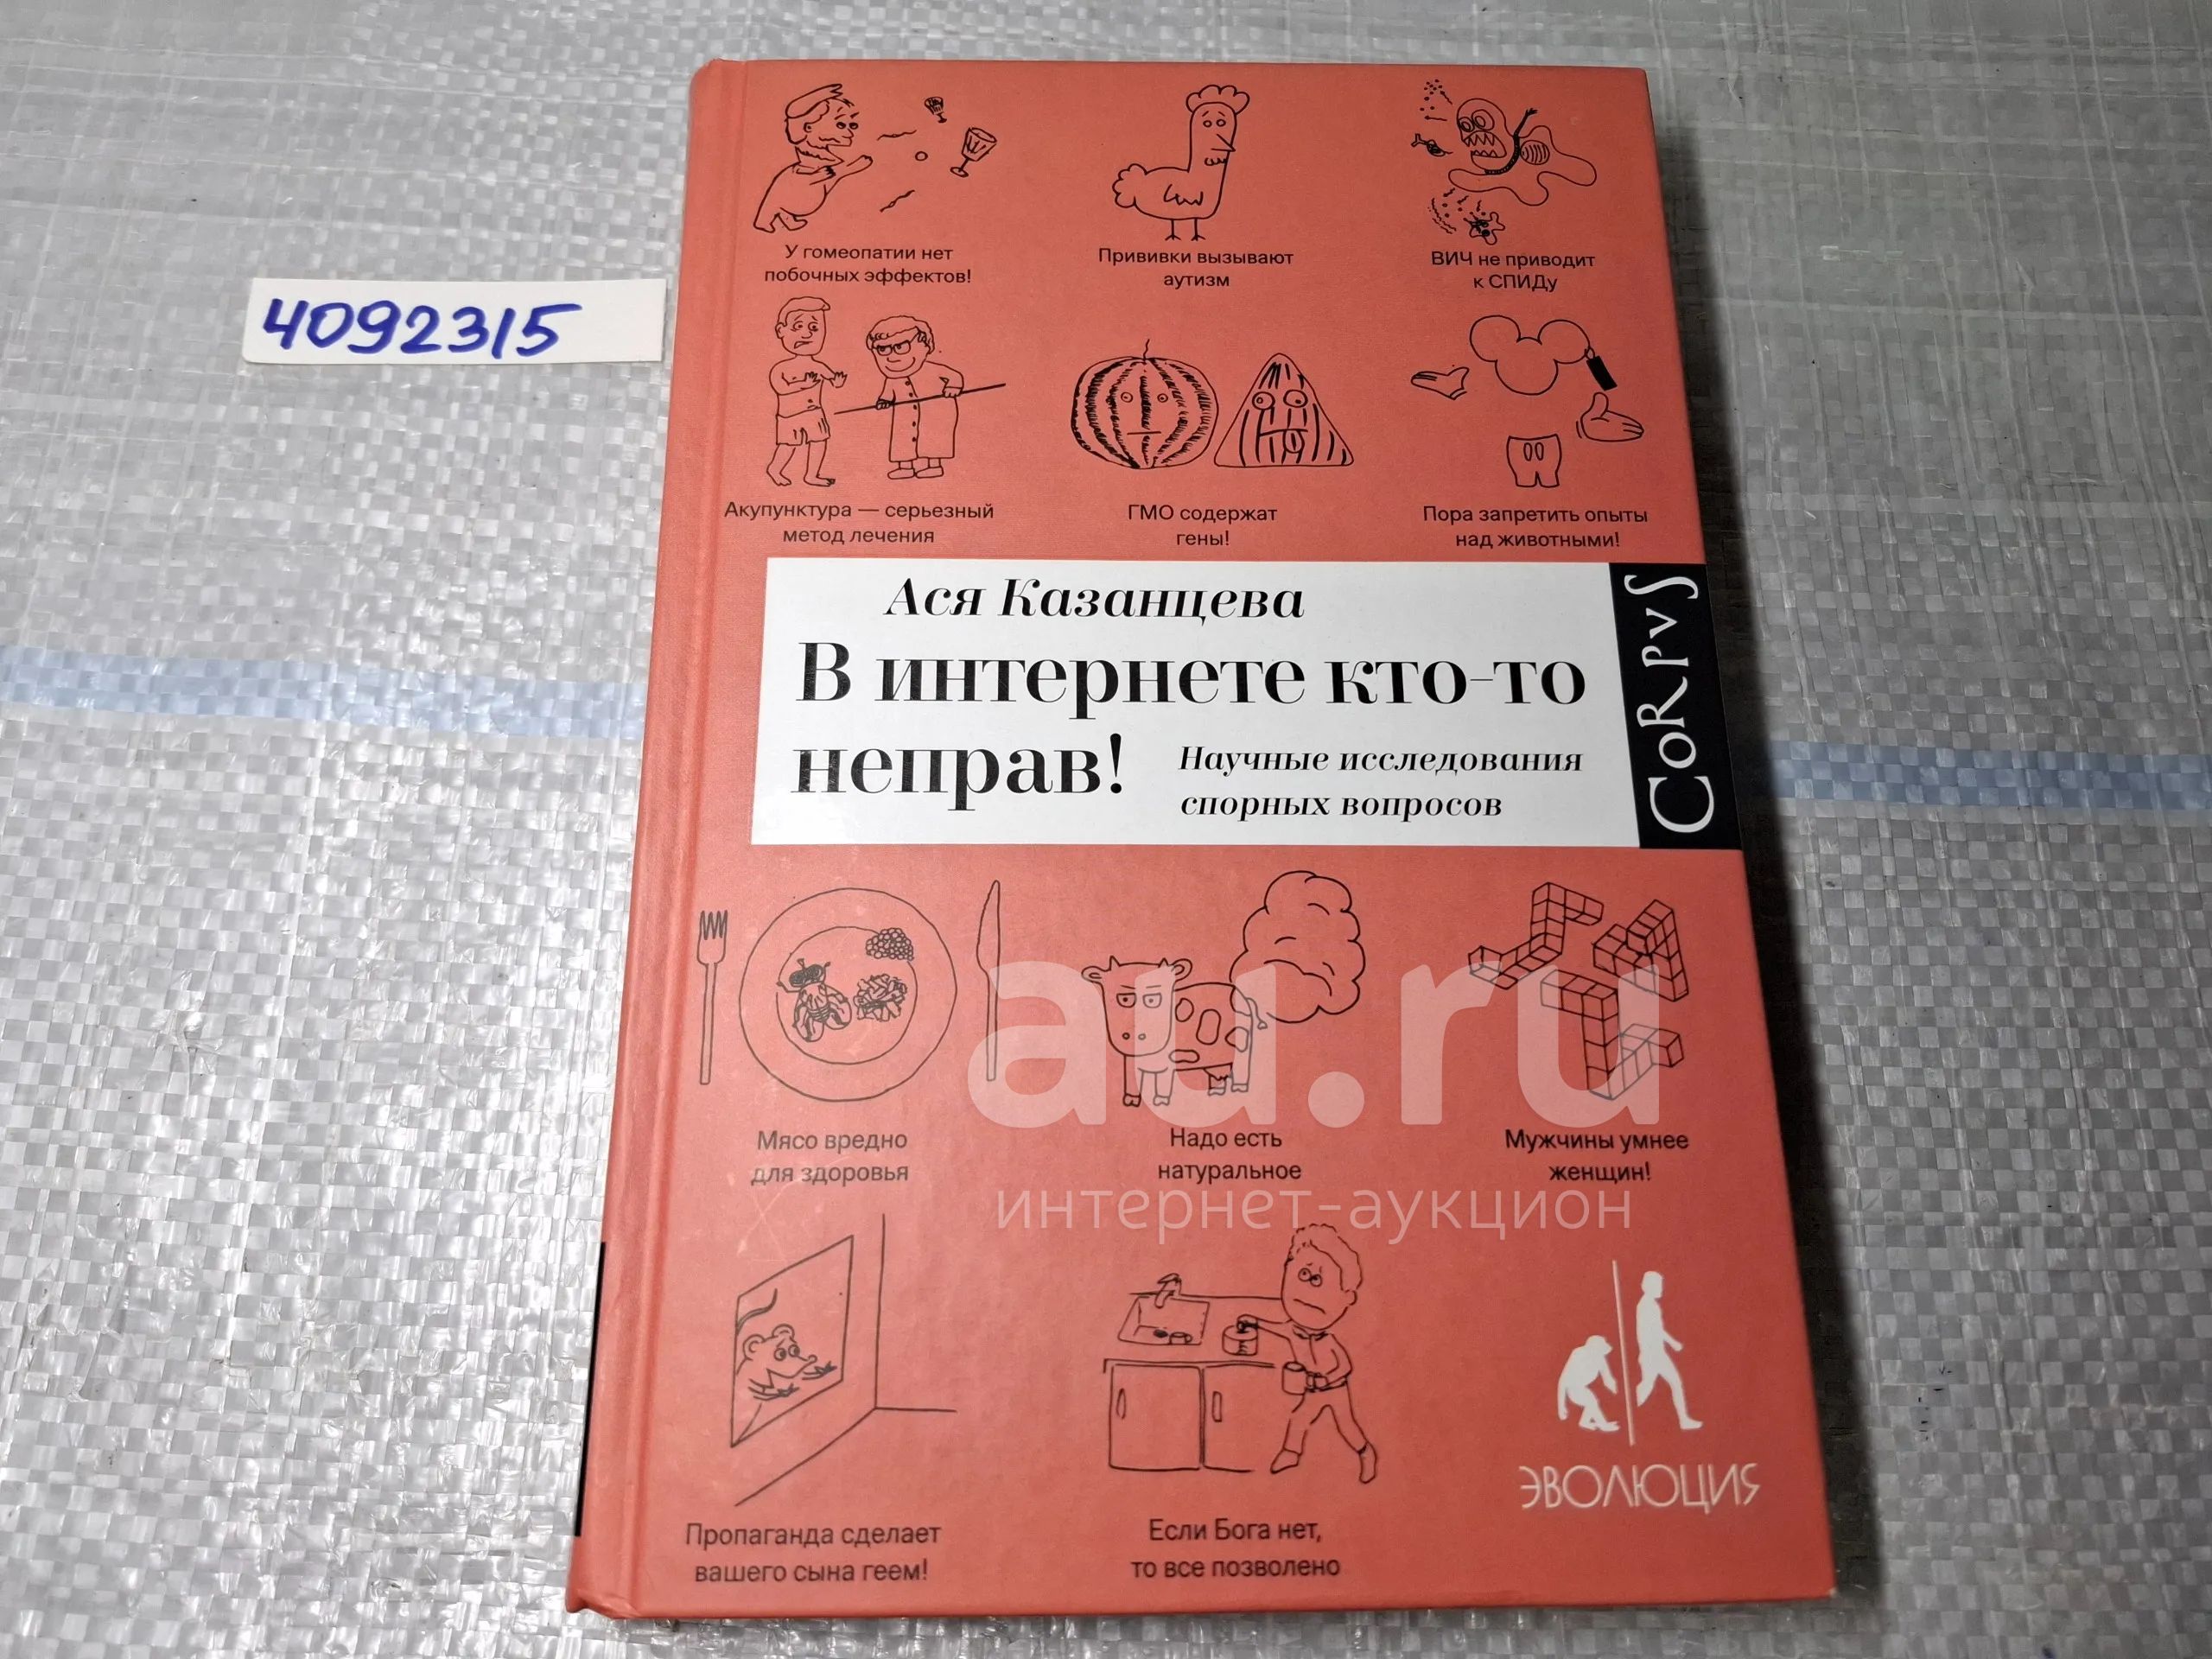 4092315
У гомеопатии нет
побочных эффектов!
Прививки вызывают
аутизм
ВИЧ не приводит
к СПИДу
Акупунктура — серьезный
метод лечения
ГМО содержат
гены!
Пора запретить опыты
над животными!
Ася Казанцева
В интернете кто-то
неправ!
Научные исследования
спорных вопросов
CORPVS
Мясо вредно
для здоровья
Надо есть
натуральное
Мужчины умнее
женщин!
au.ru
интернет-аукцион
Пропаганда сделает
вашего сына геем!
Если Бога нет,
то все позволено
ЭВОЛЮЦИЯ